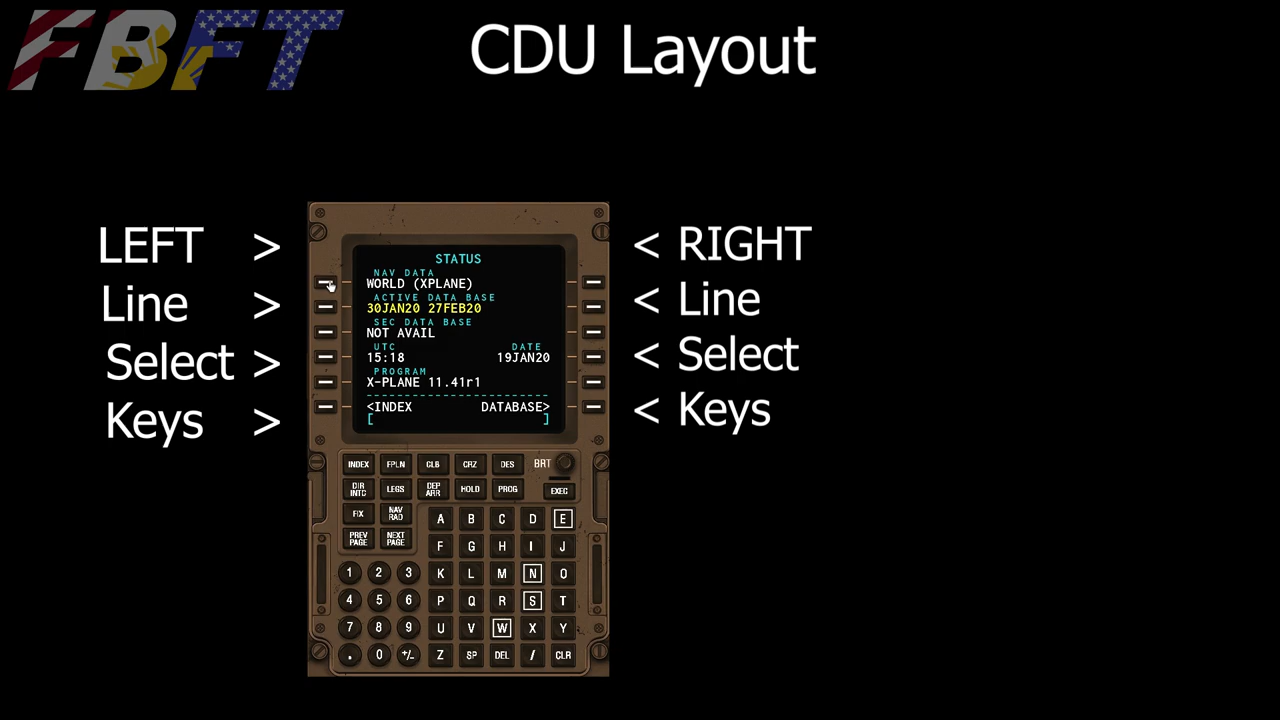 FBFT
CDU Layout
LEFT >
Line >
Select >
Keys >
< RIGHT
< Line
< Select
< Keys
STATUS
NAV DATA
WORLD (XPLANE)
ACTIVE DATA BASE
30JAN20 27FEB20
SEC DATA BASE
NOT AVAIL
UTC DATE
15:18 19JAN20
PROGRAM
X-PLANE 11.41r1
<INDEX DATABASE>
[ ]
INDEX FPLN CLB CRZ DES BRT
DIR INTC LEGS DEP ARR HOLD PROG EXEC
FIX NAV RAD
PREV PAGE NEXT PAGE
A B C D E
F G H I J
1 2 3 K L M N O
4 5 6 P Q R S T
7 8 9 U V W X Y
. 0 +/- Z SP DEL / CLR